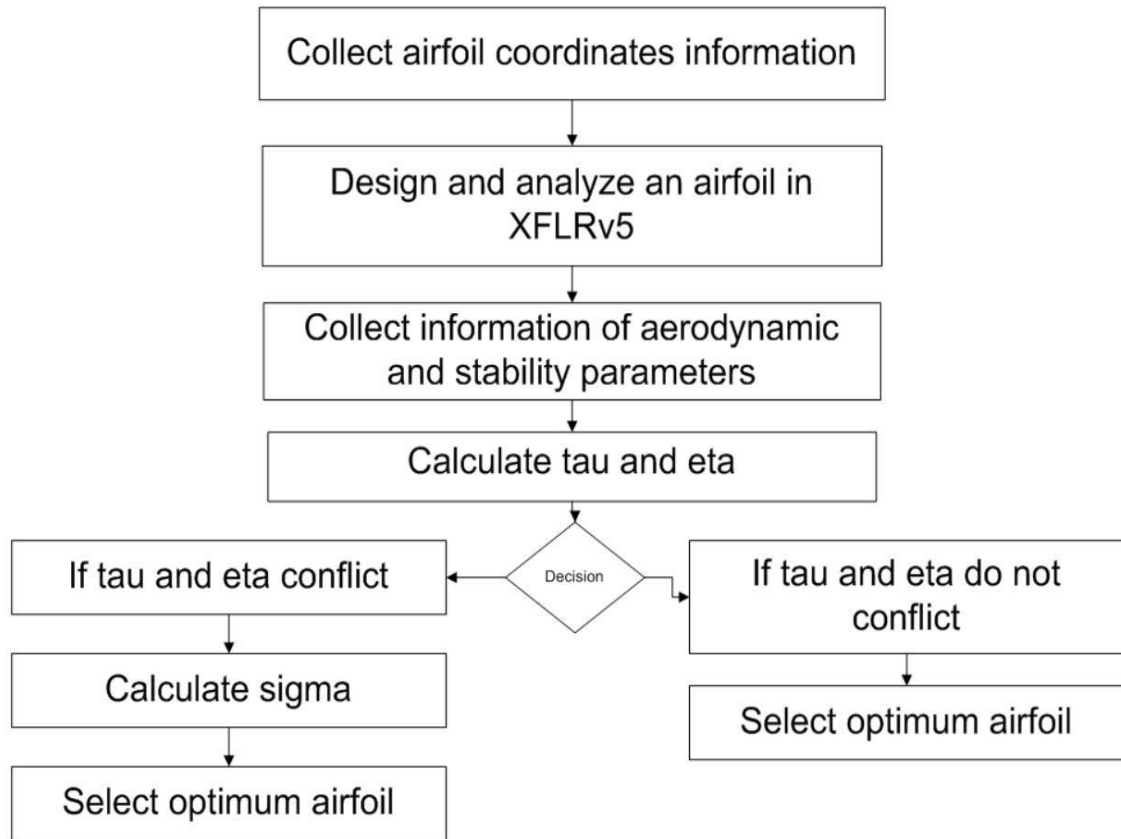 Collect airfoil coordinates information
Design and analyze an airfoil in
XFLRv5
Collect information of aerodynamic
and stability parameters
Calculate tau and eta
Decision
If tau and eta conflict
Calculate sigma
Select optimum airfoil
If tau and eta do not
conflict
Select optimum airfoil